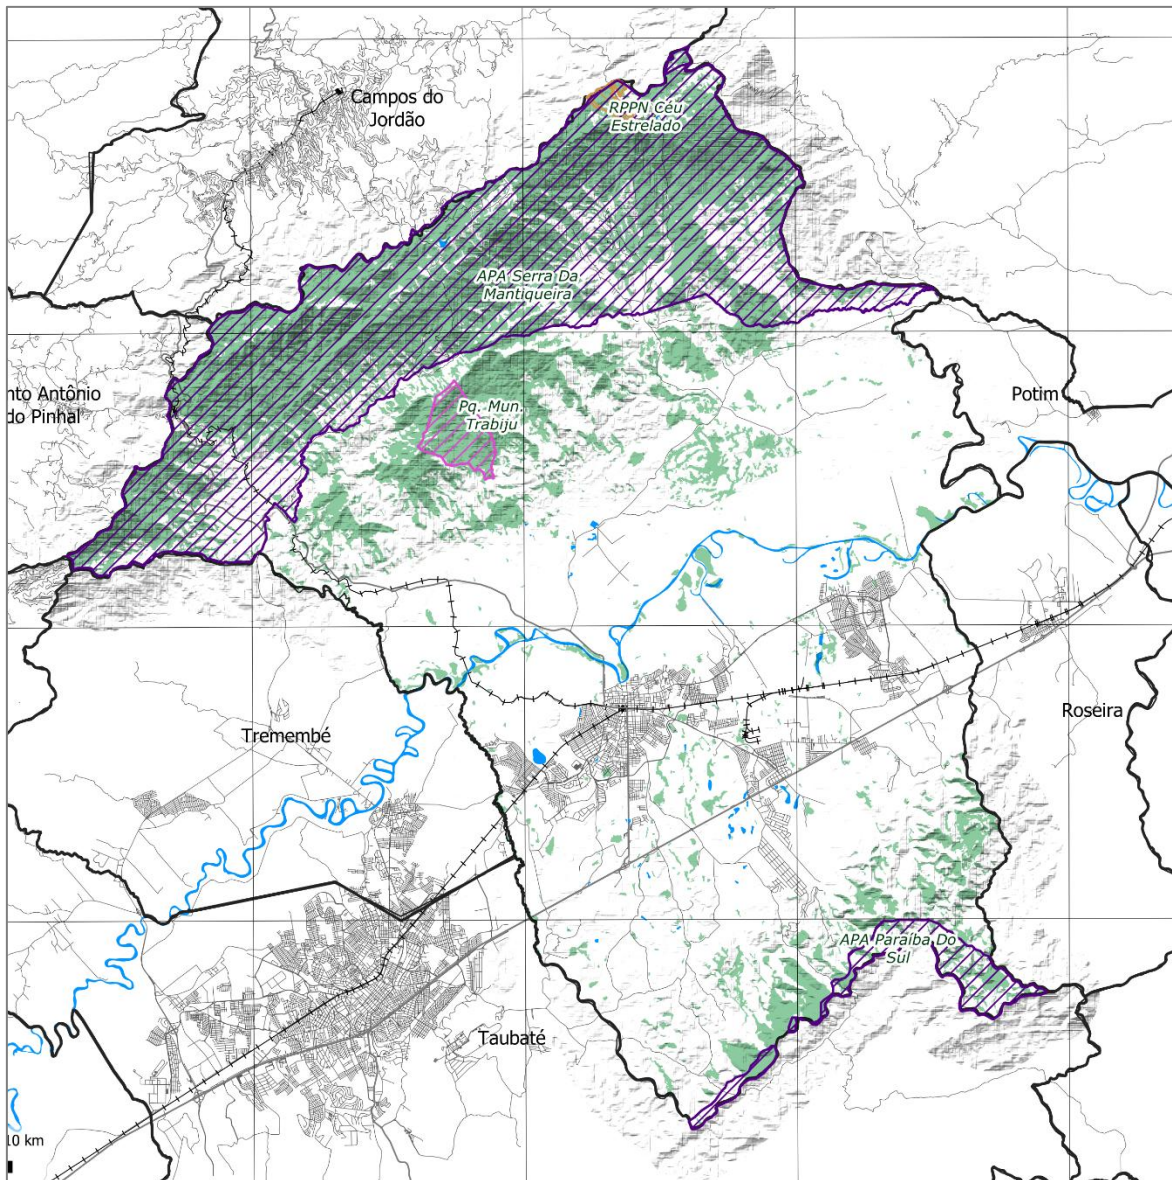 Campos do
Jordão
RPPN Céu
Estrelado
APA Serra Da
Mantiqueira
nto Antônio
do Pinhal
Pq. Mun.
Trabiju
Potim
Tremembé
Roseira
APA Paraíba Do
Sul
Taubaté
10 km